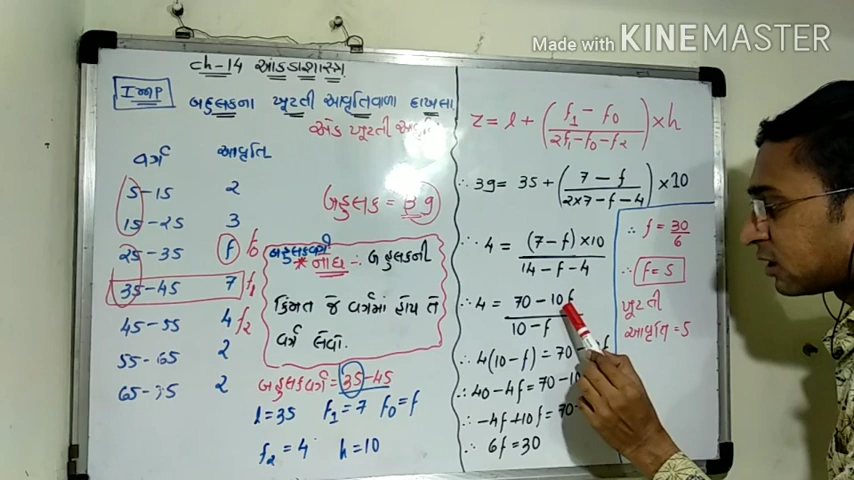 Made with KINEMASTER
ch-14 આંકડાશાસ્ત્ર
IMP
બહુલકના ખૂટતી આવૃતિવાળા દાખલા
એક ખૂટતી
વર્ગ આવૃતિ
5-15 2
15-25 3
25-35 f f₀
35-45 7 f₁
45-55 4 f₂
55-65 2
65-75 2
બહુલક = 39
બહુલકવર્ગ
* નોંધ :- બહુલકની
કિંમત જે વર્ગમાં હોય તે
વર્ગ લેવો.
બહુલકવર્ગ = 35-45
l=35 f₁=7 f₀=f
f₂=4 h=10
z = l + (f₁ - f₀ / 2f₁-f₀-f₂) × h
∴ 39 = 35 + (7 - f / 2×7-f-4) × 10
∴ 4 = (7-f)×10 / 14-f-4
∴ 4 = 70-10f / 10-f
∴ 4(10-f) = 70- f
∴ 40-4f = 70-10
∴ -4f+10f = 70-
∴ 6f = 30
∴ f = 30/6
∴ f = 5
ખૂટતી
આવૃતિ = 5